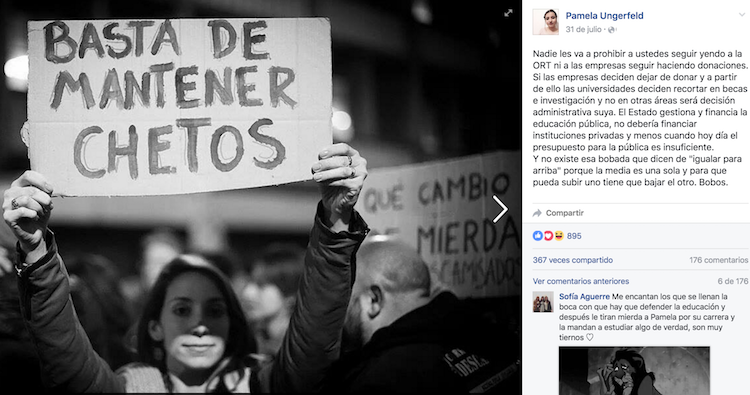 BASTA DE
MANTENER
CHETOS
QUÉ CAMBIO
DE MIERDA
DESCAMISADOS
Pamela Ungerfeld
31 de julio ·
Nadie les va a prohibir a ustedes seguir yendo a la
ORT ni a las empresas seguir haciendo donaciones.
Si las empresas deciden dejar de donar y a partir
de ello las universidades deciden recortar en becas
e investigación y no en otras áreas será decisión
administrativa suya. El Estado gestiona y financia la
educación pública, no debería financiar
instituciones privadas y menos cuando hoy día el
presupuesto para la pública es insuficiente.
Y no existe esa bobada que dicen de "igualar para
arriba" porque la media es una sola y para que
pueda subir uno tiene que bajar el otro. Bobos.
Compartir
895
367 veces compartido
176 comentarios
Ver comentarios anteriores
6 de 176
Sofía Aguerre Me encantan los que se llenan la
boca con que hay que defender la educación y
después le tiran mierda a Pamela por su carrera y
la mandan a estudiar algo de verdad, son muy
tiernos ♡